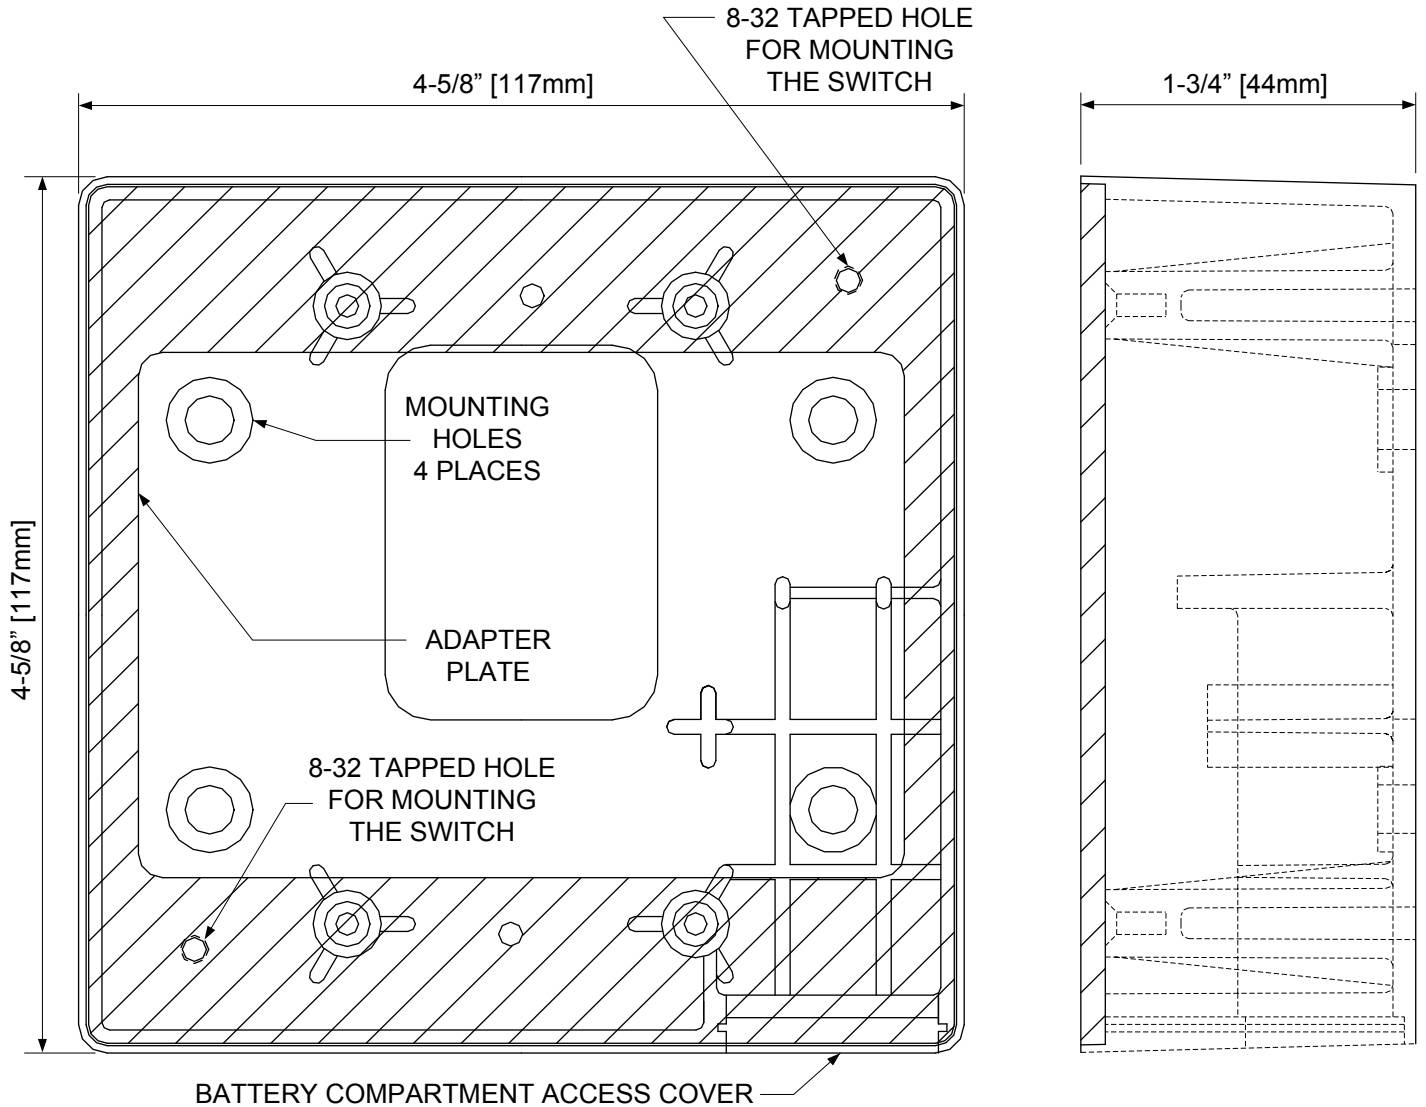 8-32 TAPPED HOLE
FOR MOUNTING
THE SWITCH
4-5/8” [117mm]
1-3/4” [44mm]
MOUNTING
HOLES
4 PLACES
4-5/8” [117mm]
ADAPTER
PLATE
8-32 TAPPED HOLE
FOR MOUNTING
THE SWITCH
BATTERY COMPARTMENT ACCESS COVER